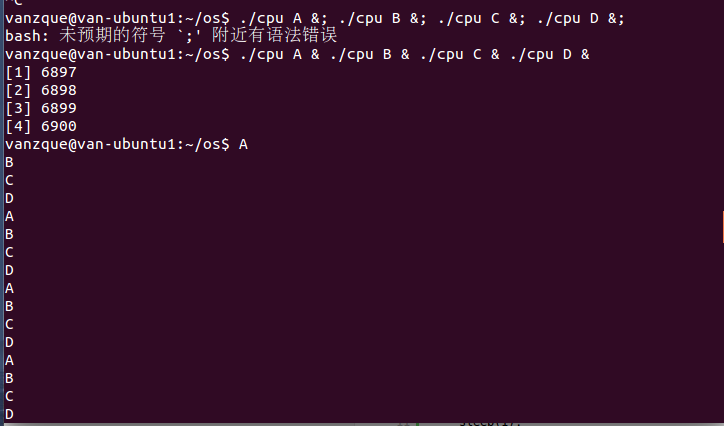 ^C
vanzque@van-ubuntu1:~/os$ ./cpu A &; ./cpu B &; ./cpu C &; ./cpu D &;
bash: 未预期的符号 `;' 附近有语法错误
vanzque@van-ubuntu1:~/os$ ./cpu A & ./cpu B & ./cpu C & ./cpu D &
[1] 6897
[2] 6898
[3] 6899
[4] 6900
vanzque@van-ubuntu1:~/os$ A
B
C
D
A
B
C
D
A
B
C
D
A
B
C
D